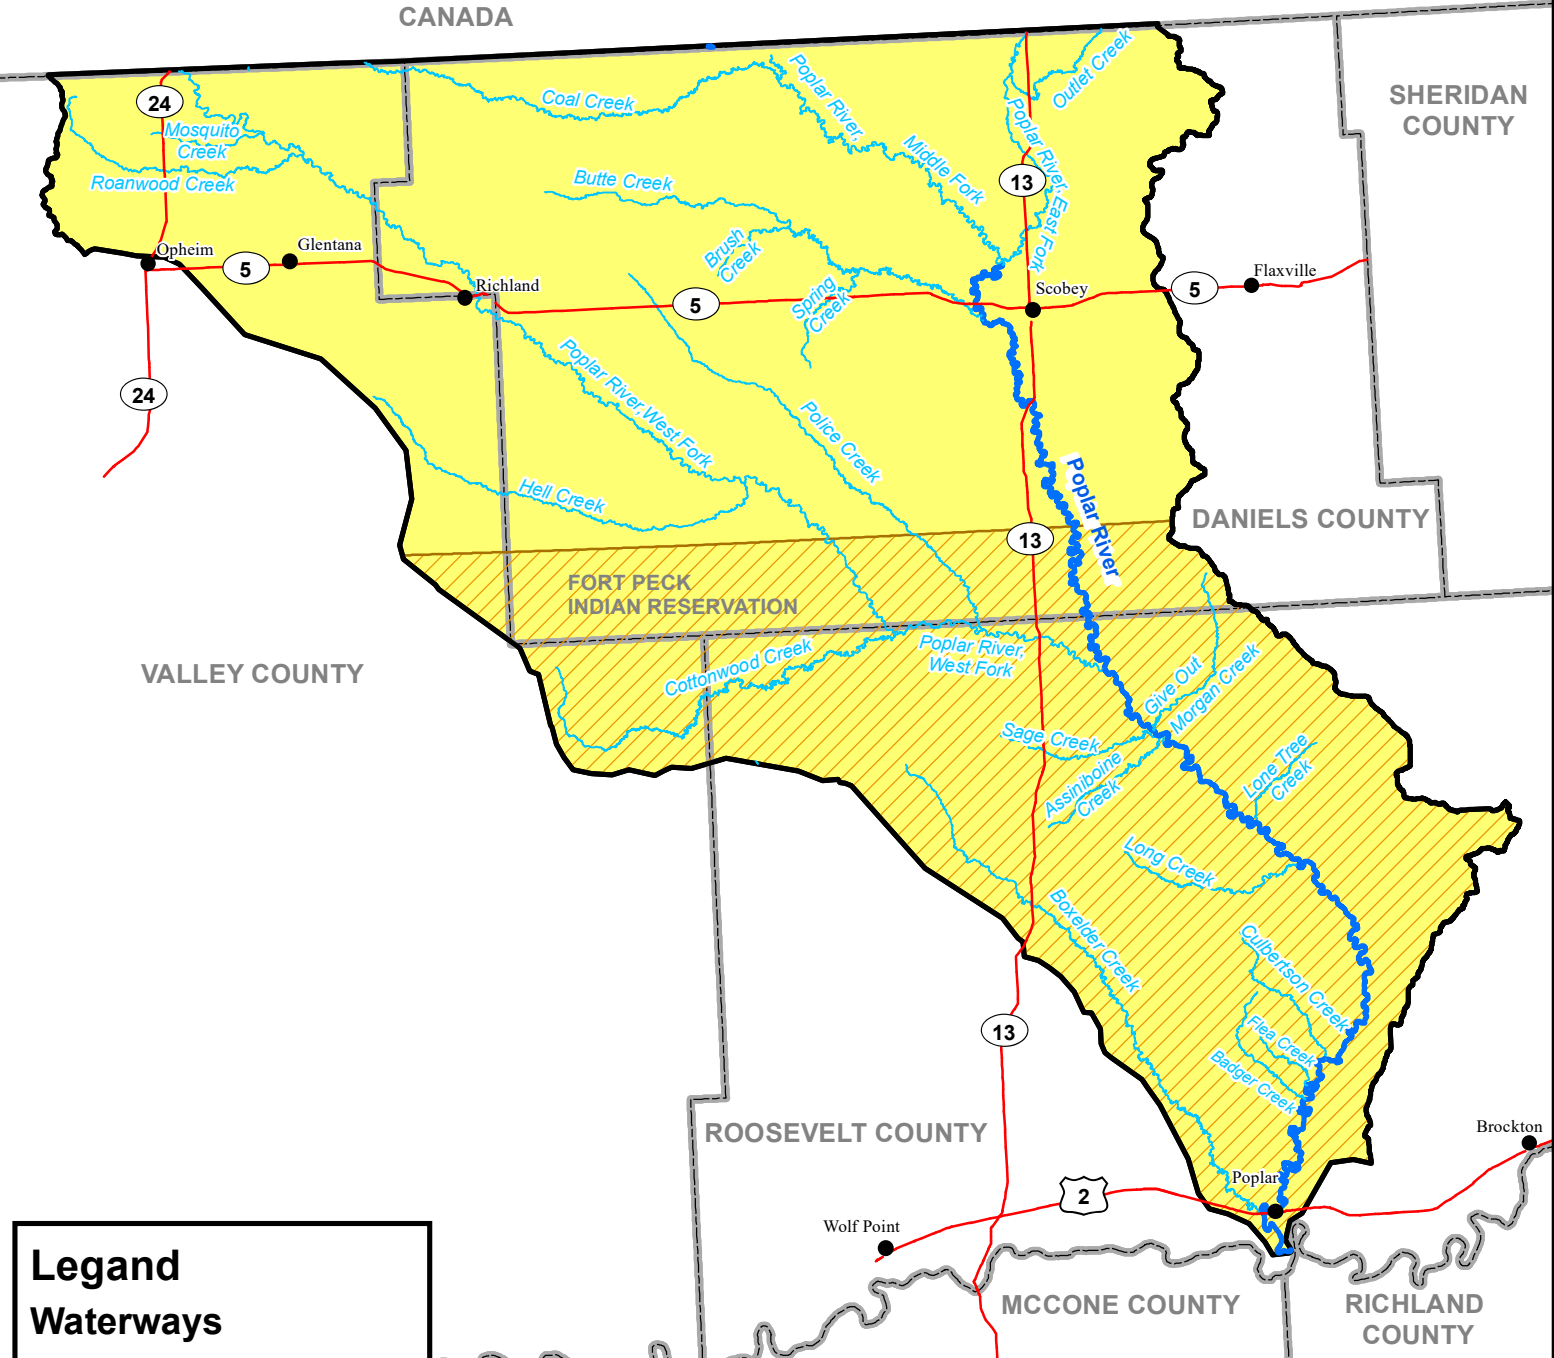 CANADA
SHERIDAN
COUNTY
24
Mosquito
Creek
Roanwood Creek
Coal Creek
Poplar River,
Middle Fork
Outlet Creek
Poplar River, East Fork
13
Butte Creek
Brush
Creek
Spring
Creek
Opheim
Glentana
5
Richland
5
Scobey
5
Flaxville
24
Poplar River, West Fork
Police Creek
Hell Creek
Poplar River
13
DANIELS COUNTY
FORT PECK
INDIAN RESERVATION
VALLEY COUNTY
Cottonwood Creek
Poplar River,
West Fork
Give Out
Morgan Creek
Sage Creek
Assiniboine
Creek
Lone Tree
Creek
Long Creek
Boxelder Creek
Culbertson Creek
Flea Creek
Badger Creek
13
ROOSEVELT COUNTY
Brockton
Poplar
2
Wolf Point
MCCONE COUNTY
RICHLAND
COUNTY
Legand
Waterways